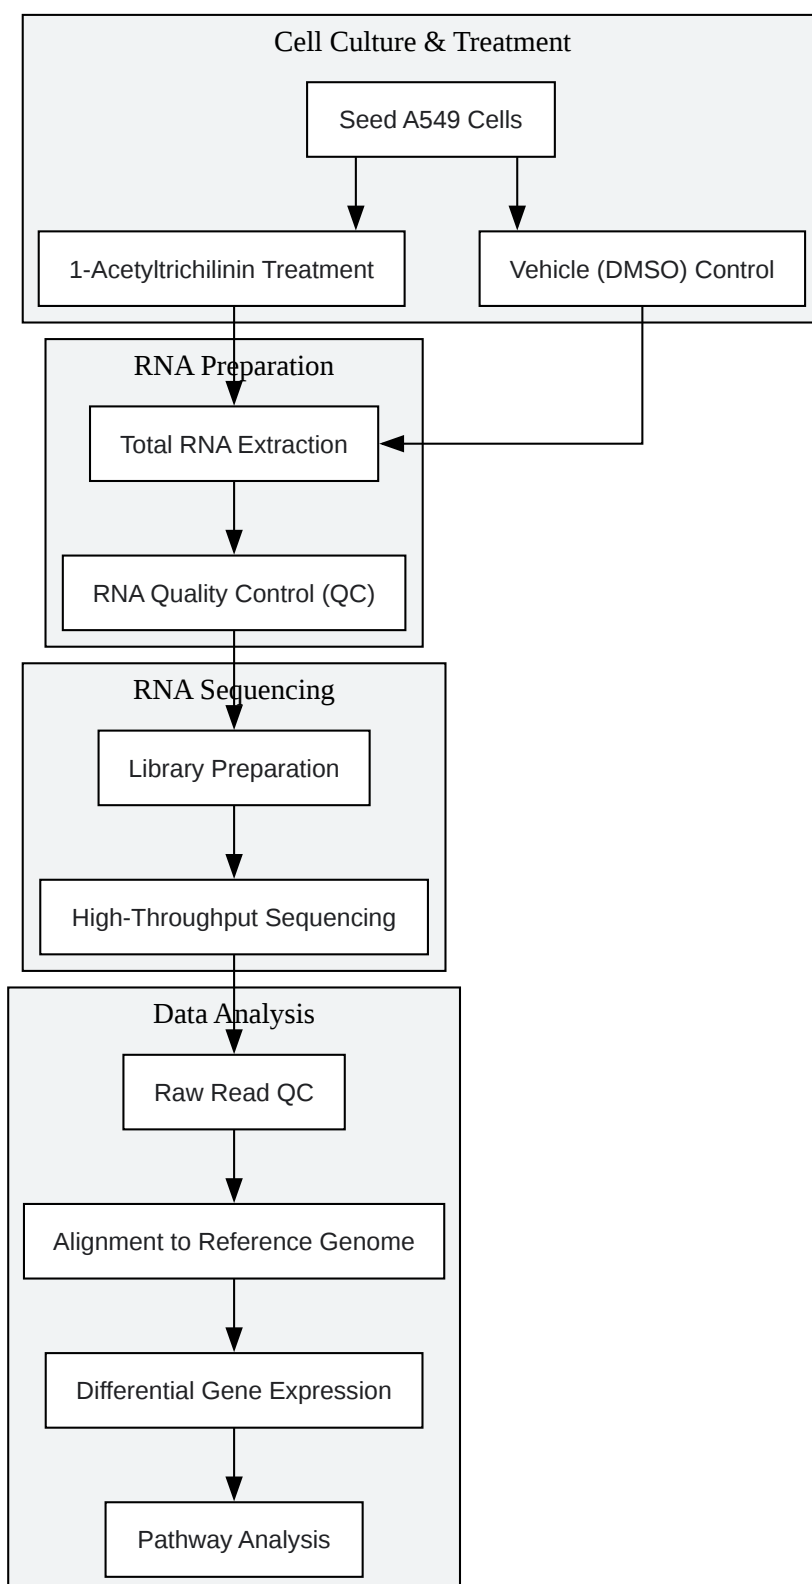 Cell Culture & Treatment
Seed A549 Cells
1-Acetyltrichilinin Treatment
Vehicle (DMSO) Control
RNA Preparation
Total RNA Extraction
RNA Quality Control (QC)
RNA Sequencing
Library Preparation
High-Throughput Sequencing
Data Analysis
Raw Read QC
Alignment to Reference Genome
Differential Gene Expression
Pathway Analysis